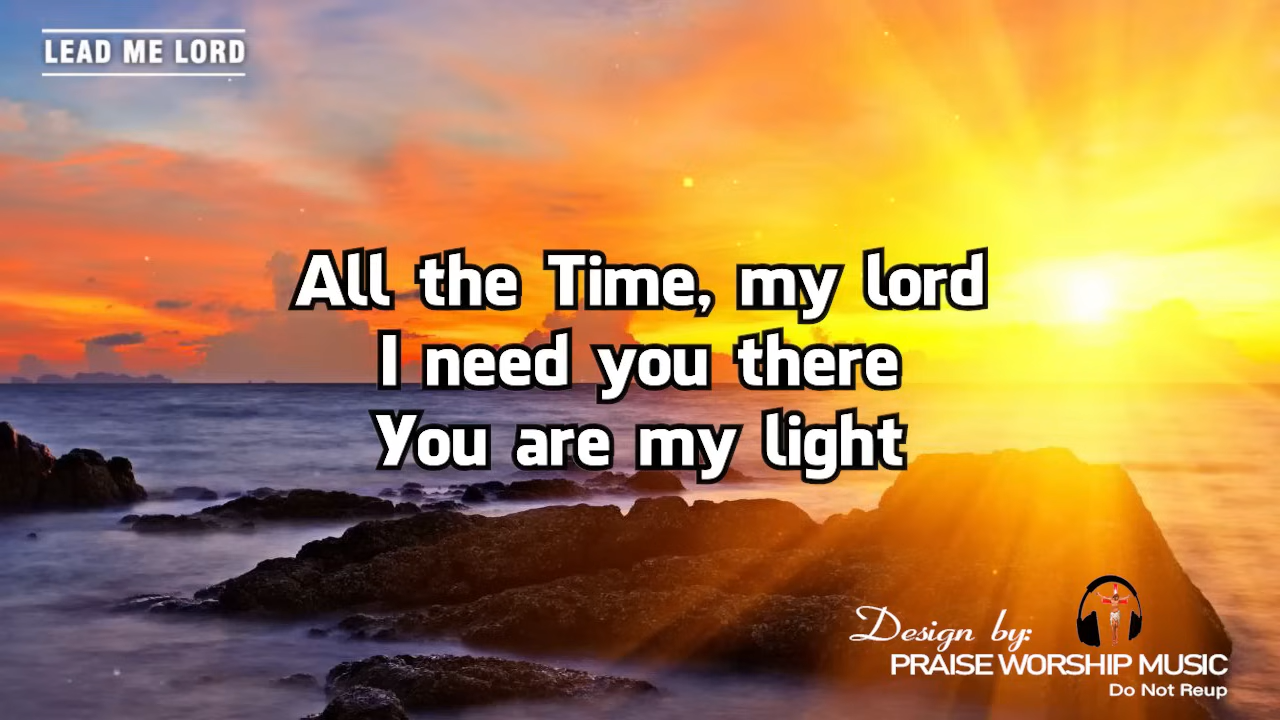 LEAD ME LORD
All the Time, my lord
I need you there
You are my light
Design by:
PRAISE WORSHIP MUSIC
Do Not Reup